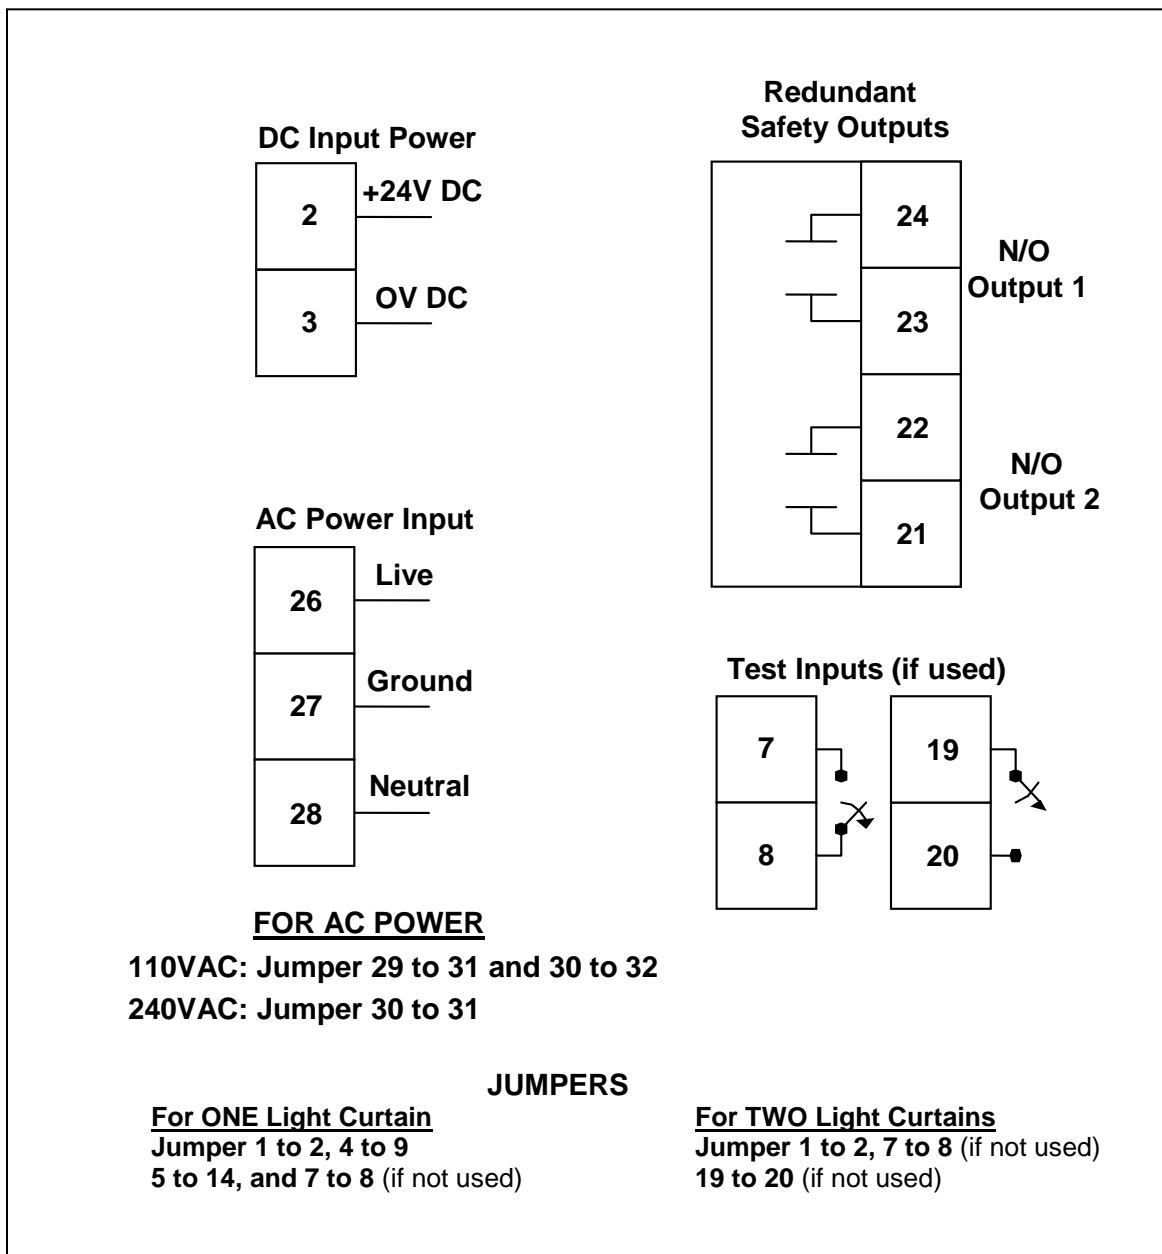 Redundant
Safety Outputs
DC Input Power
2
+24V DC
3
OV DC
24
23
N/O
Output 1
22
21
N/O
Output 2
AC Power Input
26
Live
27
Ground
28
Neutral
Test Inputs (if used)
7
8
19
20
FOR AC POWER
110VAC: Jumper 29 to 31 and 30 to 32
240VAC: Jumper 30 to 31
JUMPERS
For ONE Light Curtain
Jumper 1 to 2, 4 to 9
5 to 14, and 7 to 8 (if not used)
For TWO Light Curtains
Jumper 1 to 2, 7 to 8 (if not used)
19 to 20 (if not used)